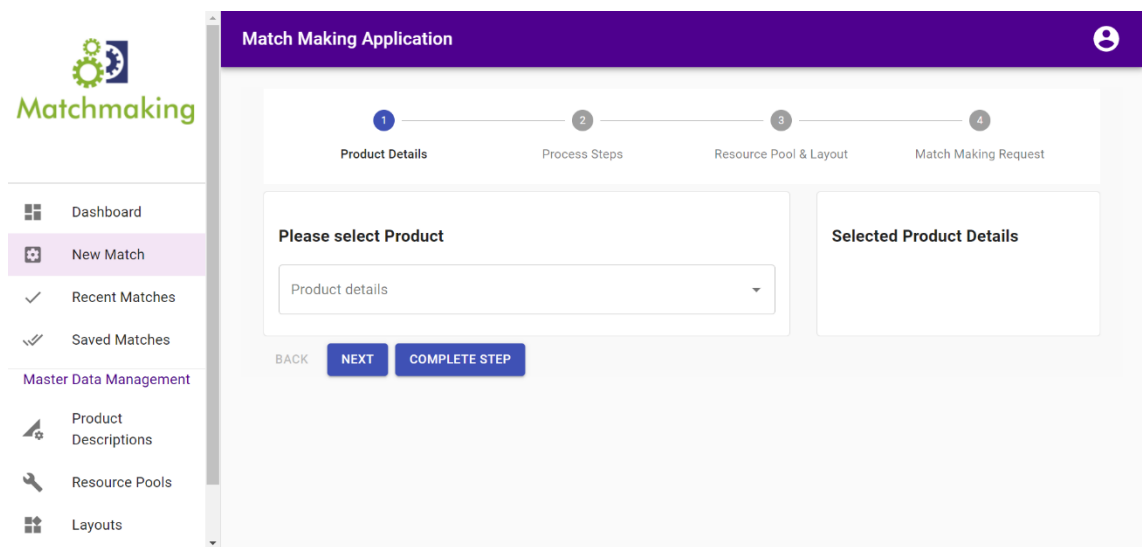 Matchmaking
Dashboard
New Match
Recent Matches
Saved Matches
Master Data Management
Product
Descriptions
Resource Pools
Layouts
Match Making Application
1
2
3
4
Product Details
Process Steps
Resource Pool & Layout
Match Making Request
Please select Product
Product details
Selected Product Details
BACK
NEXT
COMPLETE STEP